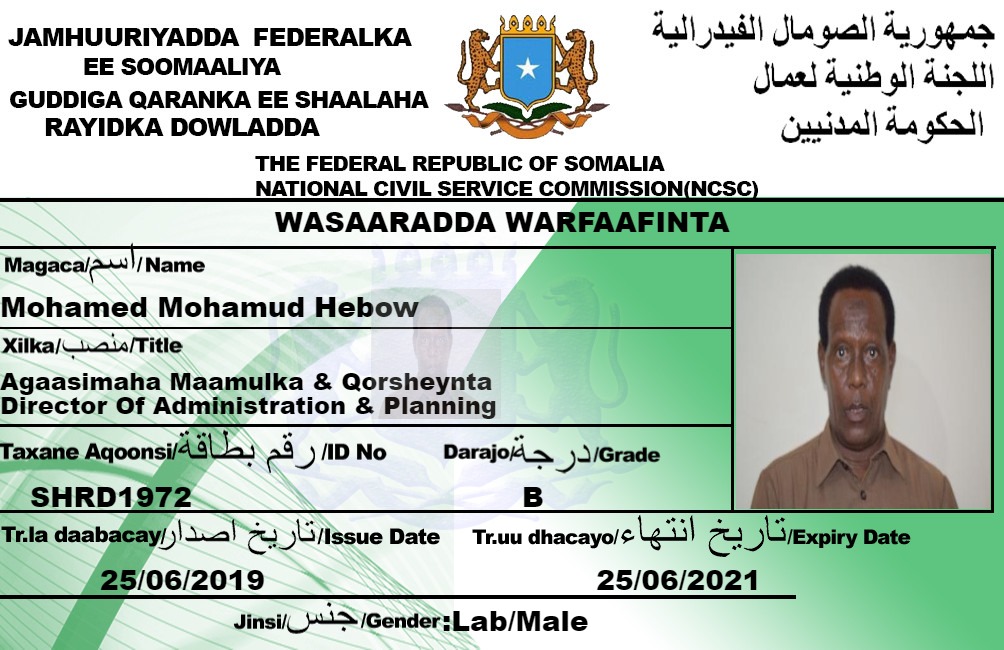 JAMHUURIYADDA FEDERALKA
EE SOOMAALIYA
GUDDIGA QARANKA EE SHAALAHA
RAYIDKA DOWLADDA
جمهورية الصومال الفيدرالية
اللجنة الوطنية لعمال
الحكومة المدنيين
THE FEDERAL REPUBLIC OF SOMALIA
NATIONAL CIVIL SERVICE COMMISSION(NCSC)
WASAARADDA WARFAAFINTA
Magaca/اسم/Name
Mohamed Mohamud Hebow
Xilka/منصب/Title
Agaasimaha Maamulka & Qorsheynta
Director Of Administration & Planning
Taxane Aqoonsi/رقم بطاقة/ID No
Darajo/درجة/Grade
SHRD1972
B
Tr.la daabacay/تاريخ اصدار/Issue Date
Tr.uu dhacayo/تاريخ انتهاء/Expiry Date
25/06/2019
25/06/2021
Jinsi/جنس/Gender:Lab/Male